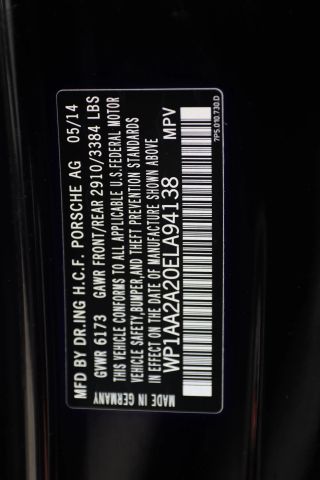 MFD BY DR.ING H.C.F. PORSCHE AG 05/14
GVWR 6173 GAWR FRONT/REAR 2910/3384 LBS
THIS VEHICLE CONFORMS TO ALL APPLICABLE U.S.FEDERAL MOTOR
VEHICLE SAFETY,BUMPER,AND THEFT PREVENTION STANDARDS
IN EFFECT ON THE DATE OF MANUFACTURE SHOWN ABOVE
WP1AA2A20ELA94138 MPV
MADE IN GERMANY
7P5.010.730.D